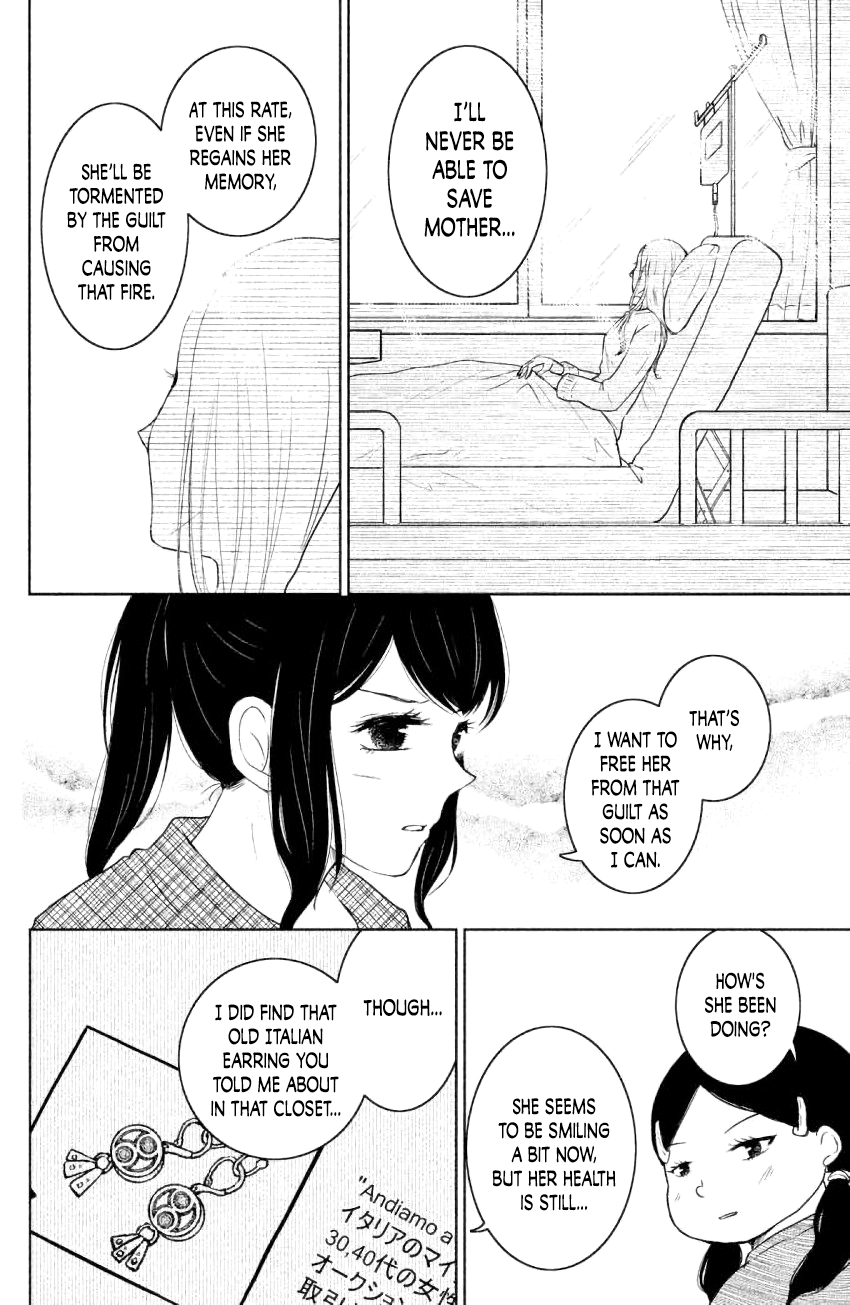 I'LL
NEVER BE
ABLE TO
SAVE
MOTHER...
AT THIS RATE,
EVEN IF SHE
REGAINS HER
MEMORY,
SHE'LL BE
TORMENTED
BY THE GUILT
FROM
CAUSING
THAT FIRE.
THAT'S
WHY,
I WANT TO
FREE HER
FROM THAT
GUILT AS
SOON AS
I CAN.
HOW'S
SHE BEEN
DOING?
SHE SEEMS
TO BE SMILING
A BIT NOW,
BUT HER HEALTH
IS STILL...
THOUGH...
I DID FIND THAT
OLD ITALIAN
EARRING YOU
TOLD ME ABOUT
IN THAT CLOSET...
"Andiamo a
イタリアのマイ
30,40代の女性
オークション
取引